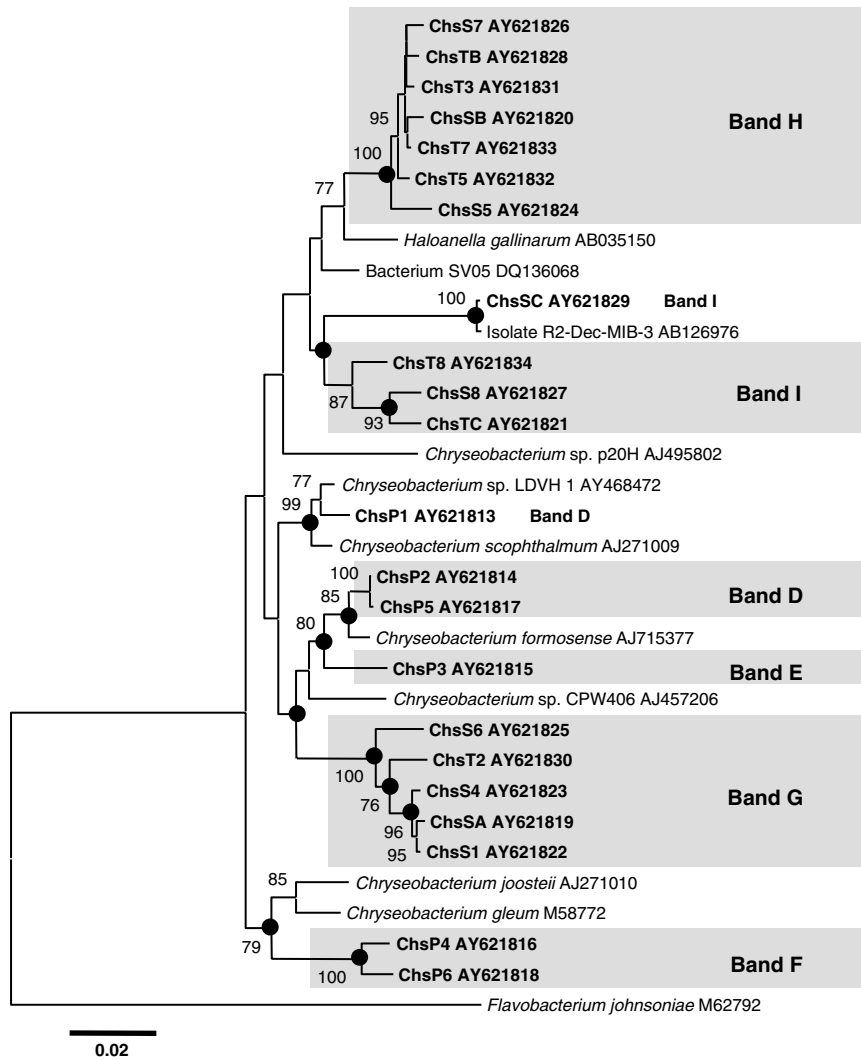 ChsS7 AY621826
ChsTB AY621828
ChsT3 AY621831
95
ChsSB AY621820
Band H
100
ChsT7 AY621833
77
ChsT5 AY621832
ChsS5 AY621824
Haloanella gallinarum AB035150
Bacterium SV05 DQ136068
100
ChsSC AY621829 Band I
Isolate R2-Dec-MIB-3 AB126976
ChsT8 AY621834
87
ChsS8 AY621827
Band I
93
ChsTC AY621821
Chryseobacterium sp. p20H AJ495802
77
Chryseobacterium sp. LDVH 1 AY468472
99
ChsP1 AY621813 Band D
Chryseobacterium scophthalmum AJ271009
100
ChsP2 AY621814
85
Band D
ChsP5 AY621817
80
Chryseobacterium formosense AJ715377
ChsP3 AY621815
Band E
Chryseobacterium sp. CPW406 AJ457206
ChsS6 AY621825
100
ChsT2 AY621830
76
ChsS4 AY621823
Band G
96
ChsSA AY621819
95
ChsS1 AY621822
85
Chryseobacterium joosteii AJ271010
Chryseobacterium gleum M58772
79
ChsP4 AY621816
Band F
100
ChsP6 AY621818
Flavobacterium johnsoniae M62792
0.02